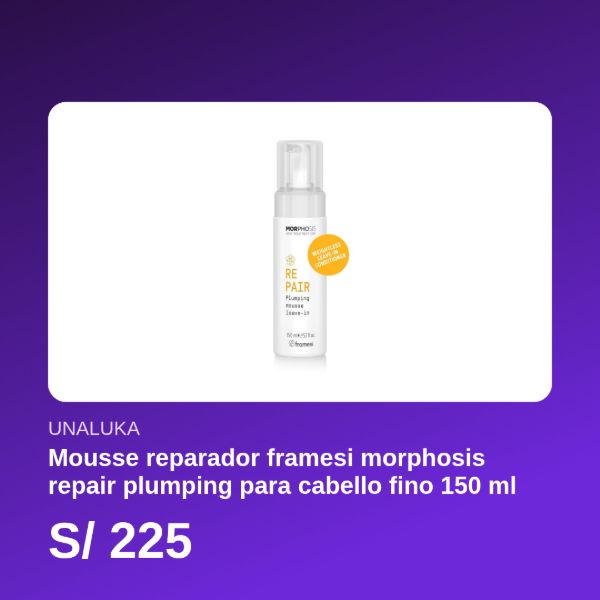 MORPHOSIS
WEIGHTLESS
LEAVE-IN
CONDITIONER
RE
PAIR
Plumping
mousse
leave-in
framesi
UNALUKA
Mousse reparador framesi morphosis
repair plumping para cabello fino 150 ml
S/ 225